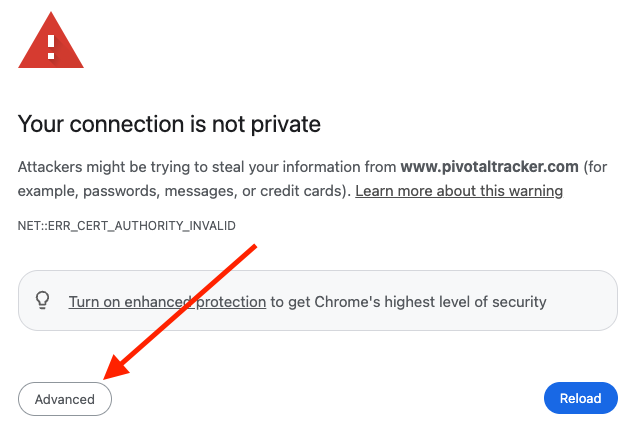 Your connection is not private
Attackers might be trying to steal your information from www.pivotaltracker.com (for
example, passwords, messages, or credit cards). Learn more about this warning
NET::ERR_CERT_AUTHORITY_INVALID
Turn on enhanced protection to get Chrome's highest level of security
Advanced
Reload